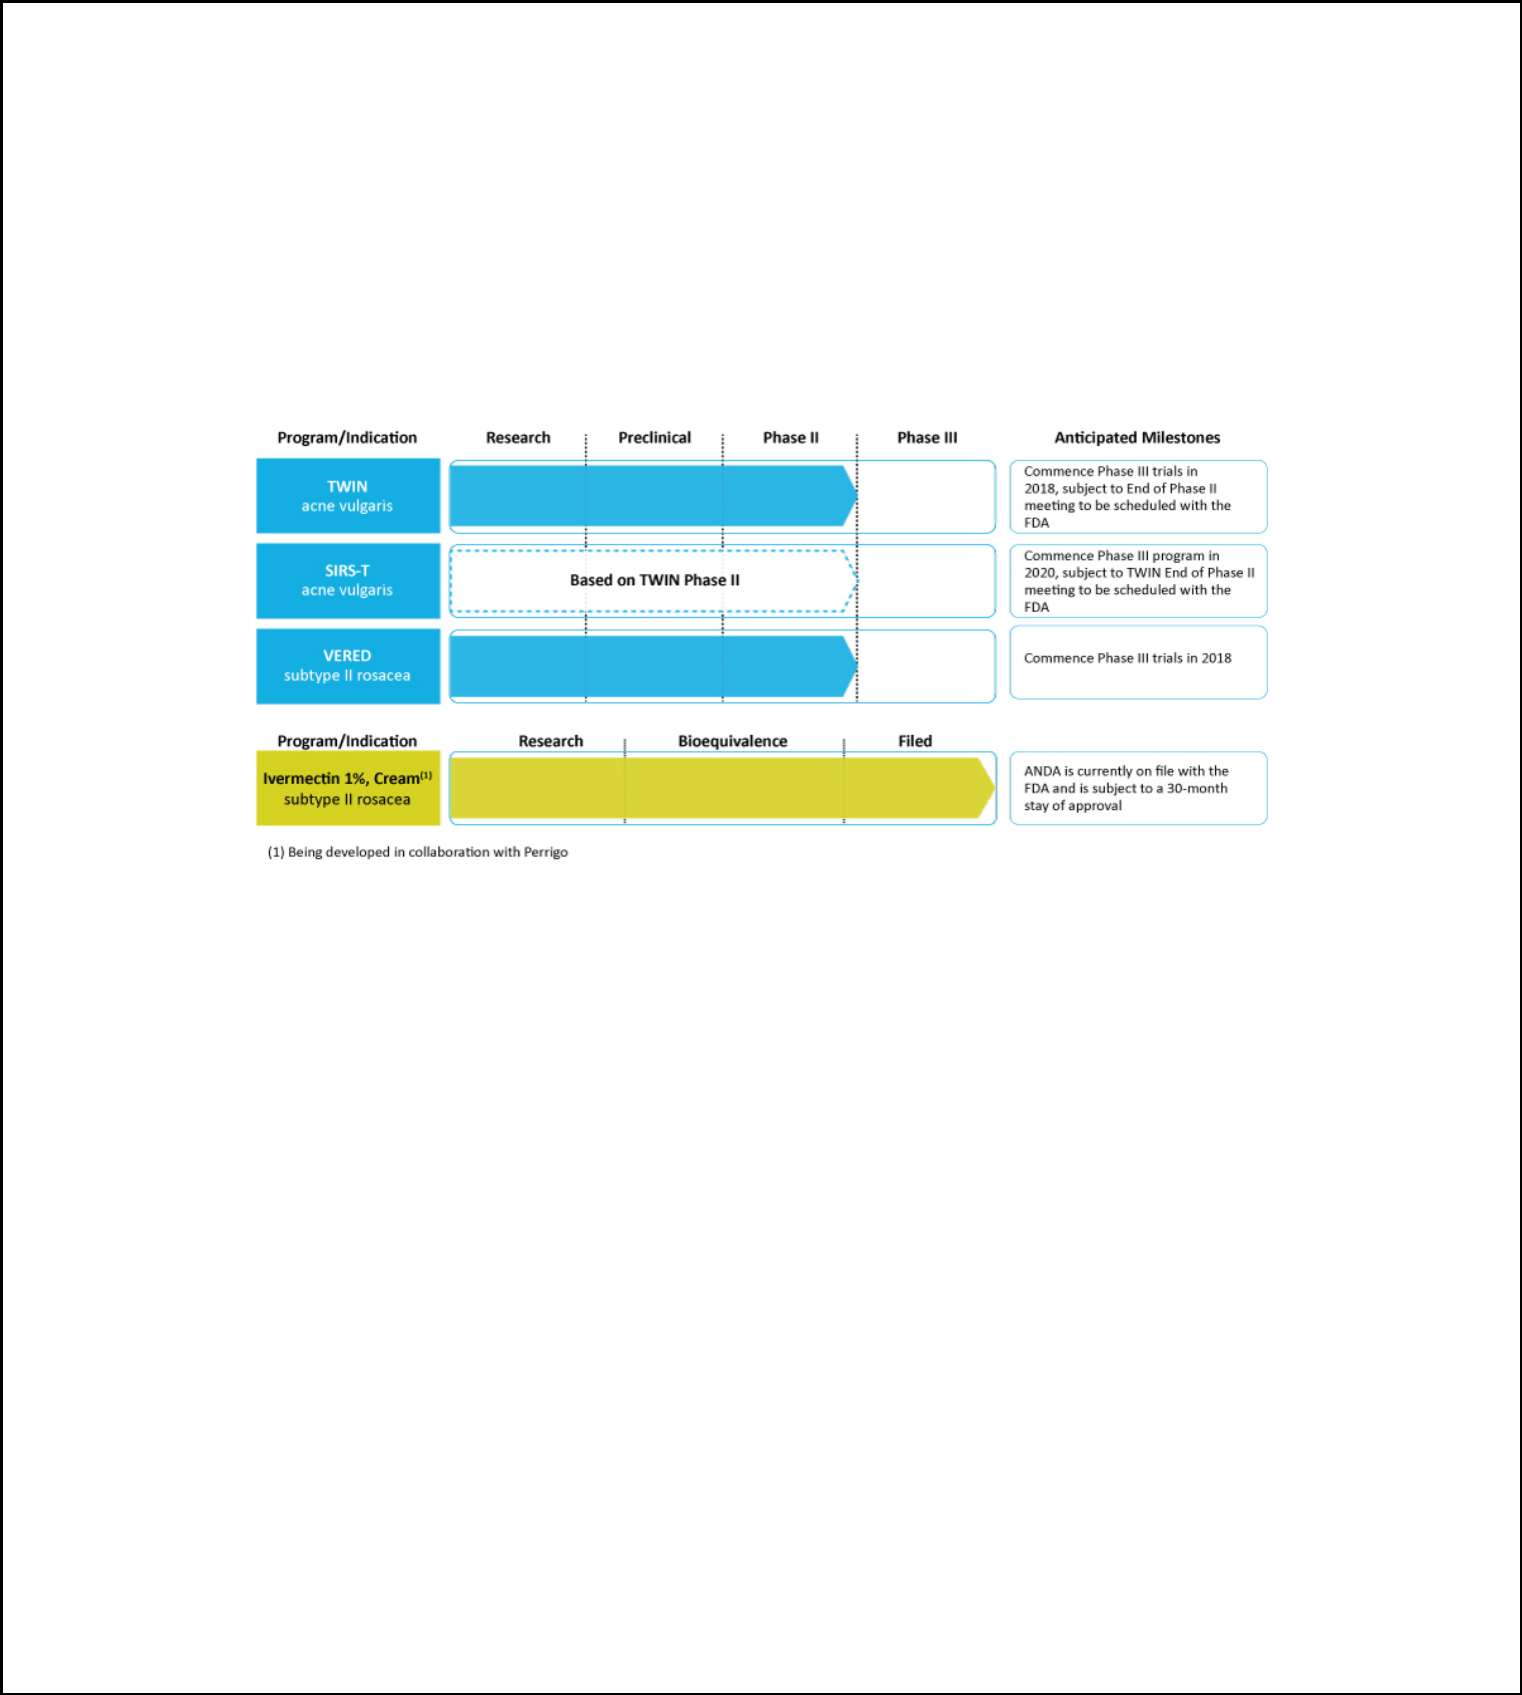 Program/Indication Research Preclinical Phase II Phase III Anticipated Milestones
TWIN
acne vulgaris
Commence Phase III trials in
2018, subject to End of Phase II
meeting to be scheduled with the
FDA
SIRS-T
acne vulgaris
Based on TWIN Phase II
Commence Phase III program in
2020, subject to TWIN End of Phase II
meeting to be scheduled with the
FDA
VERED
subtype II rosacea
Commence Phase III trials in 2018
Program/Indication Research Bioequivalence Filed
Ivermectin 1%, Cream(1)
subtype II rosacea
ANDA is currently on file with the
FDA and is subject to a 30-month
stay of approval
(1) Being developed in collaboration with Perrigo